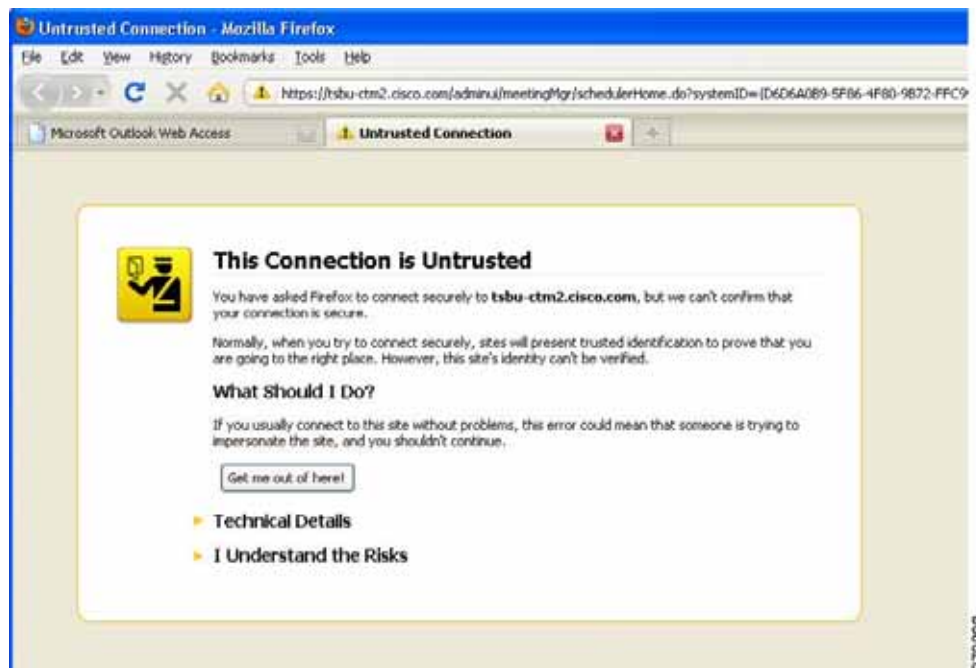 Untrusted Connection - Mozilla Firefox
File Edit View History Bookmarks Tools Help
https://tsbu-ctm2.cisco.com/adminui/meetingMgr/schedulerHome.do?systemID={D6D6A0B9-5F86-4F80-9B72-FFC9
Microsoft Outlook Web Access
Untrusted Connection
This Connection is Untrusted
You have asked Firefox to connect securely to tsbu-ctm2.cisco.com, but we can't confirm that
your connection is secure.
Normally, when you try to connect securely, sites will present trusted identification to prove that you
are going to the right place. However, this site's identity can't be verified.
What Should I Do?
If you usually connect to this site without problems, this error could mean that someone is trying to
impersonate the site, and you shouldn't continue.
Get me out of here!
Technical Details
I Understand the Risks